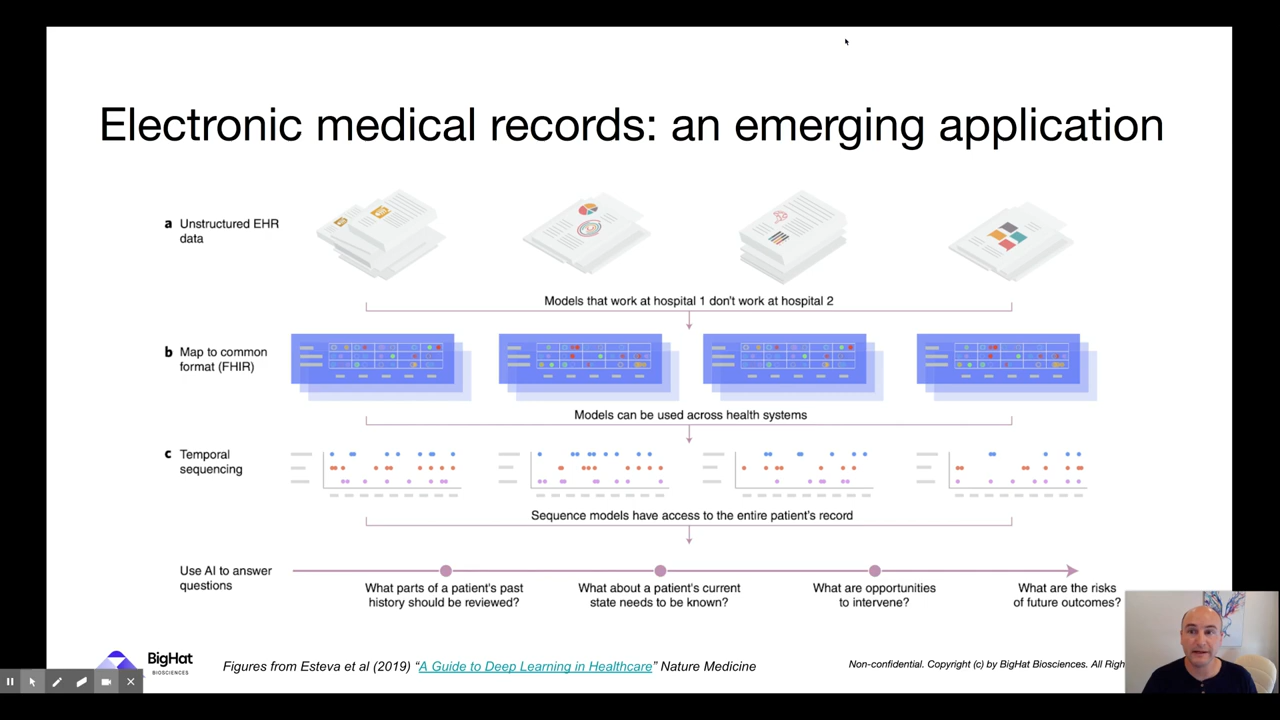 Electronic medical records: an emerging application
a Unstructured EHR
data
Models that work at hospital 1 don't work at hospital 2
b Map to common
format (FHIR)
Models can be used across health systems
c Temporal
sequencing
Sequence models have access to the entire patient's record
Use AI to answer
questions
What parts of a patient's past
history should be reviewed?
What about a patient's current
state needs to be known?
What are opportunities
to intervene?
What are the risks
of future outcomes?
BigHat
BIOSCIENCES
Figures from Esteva et al (2019) “A Guide to Deep Learning in Healthcare” Nature Medicine
Non-confidential. Copyright (c) by BigHat Biosciences. All Righ